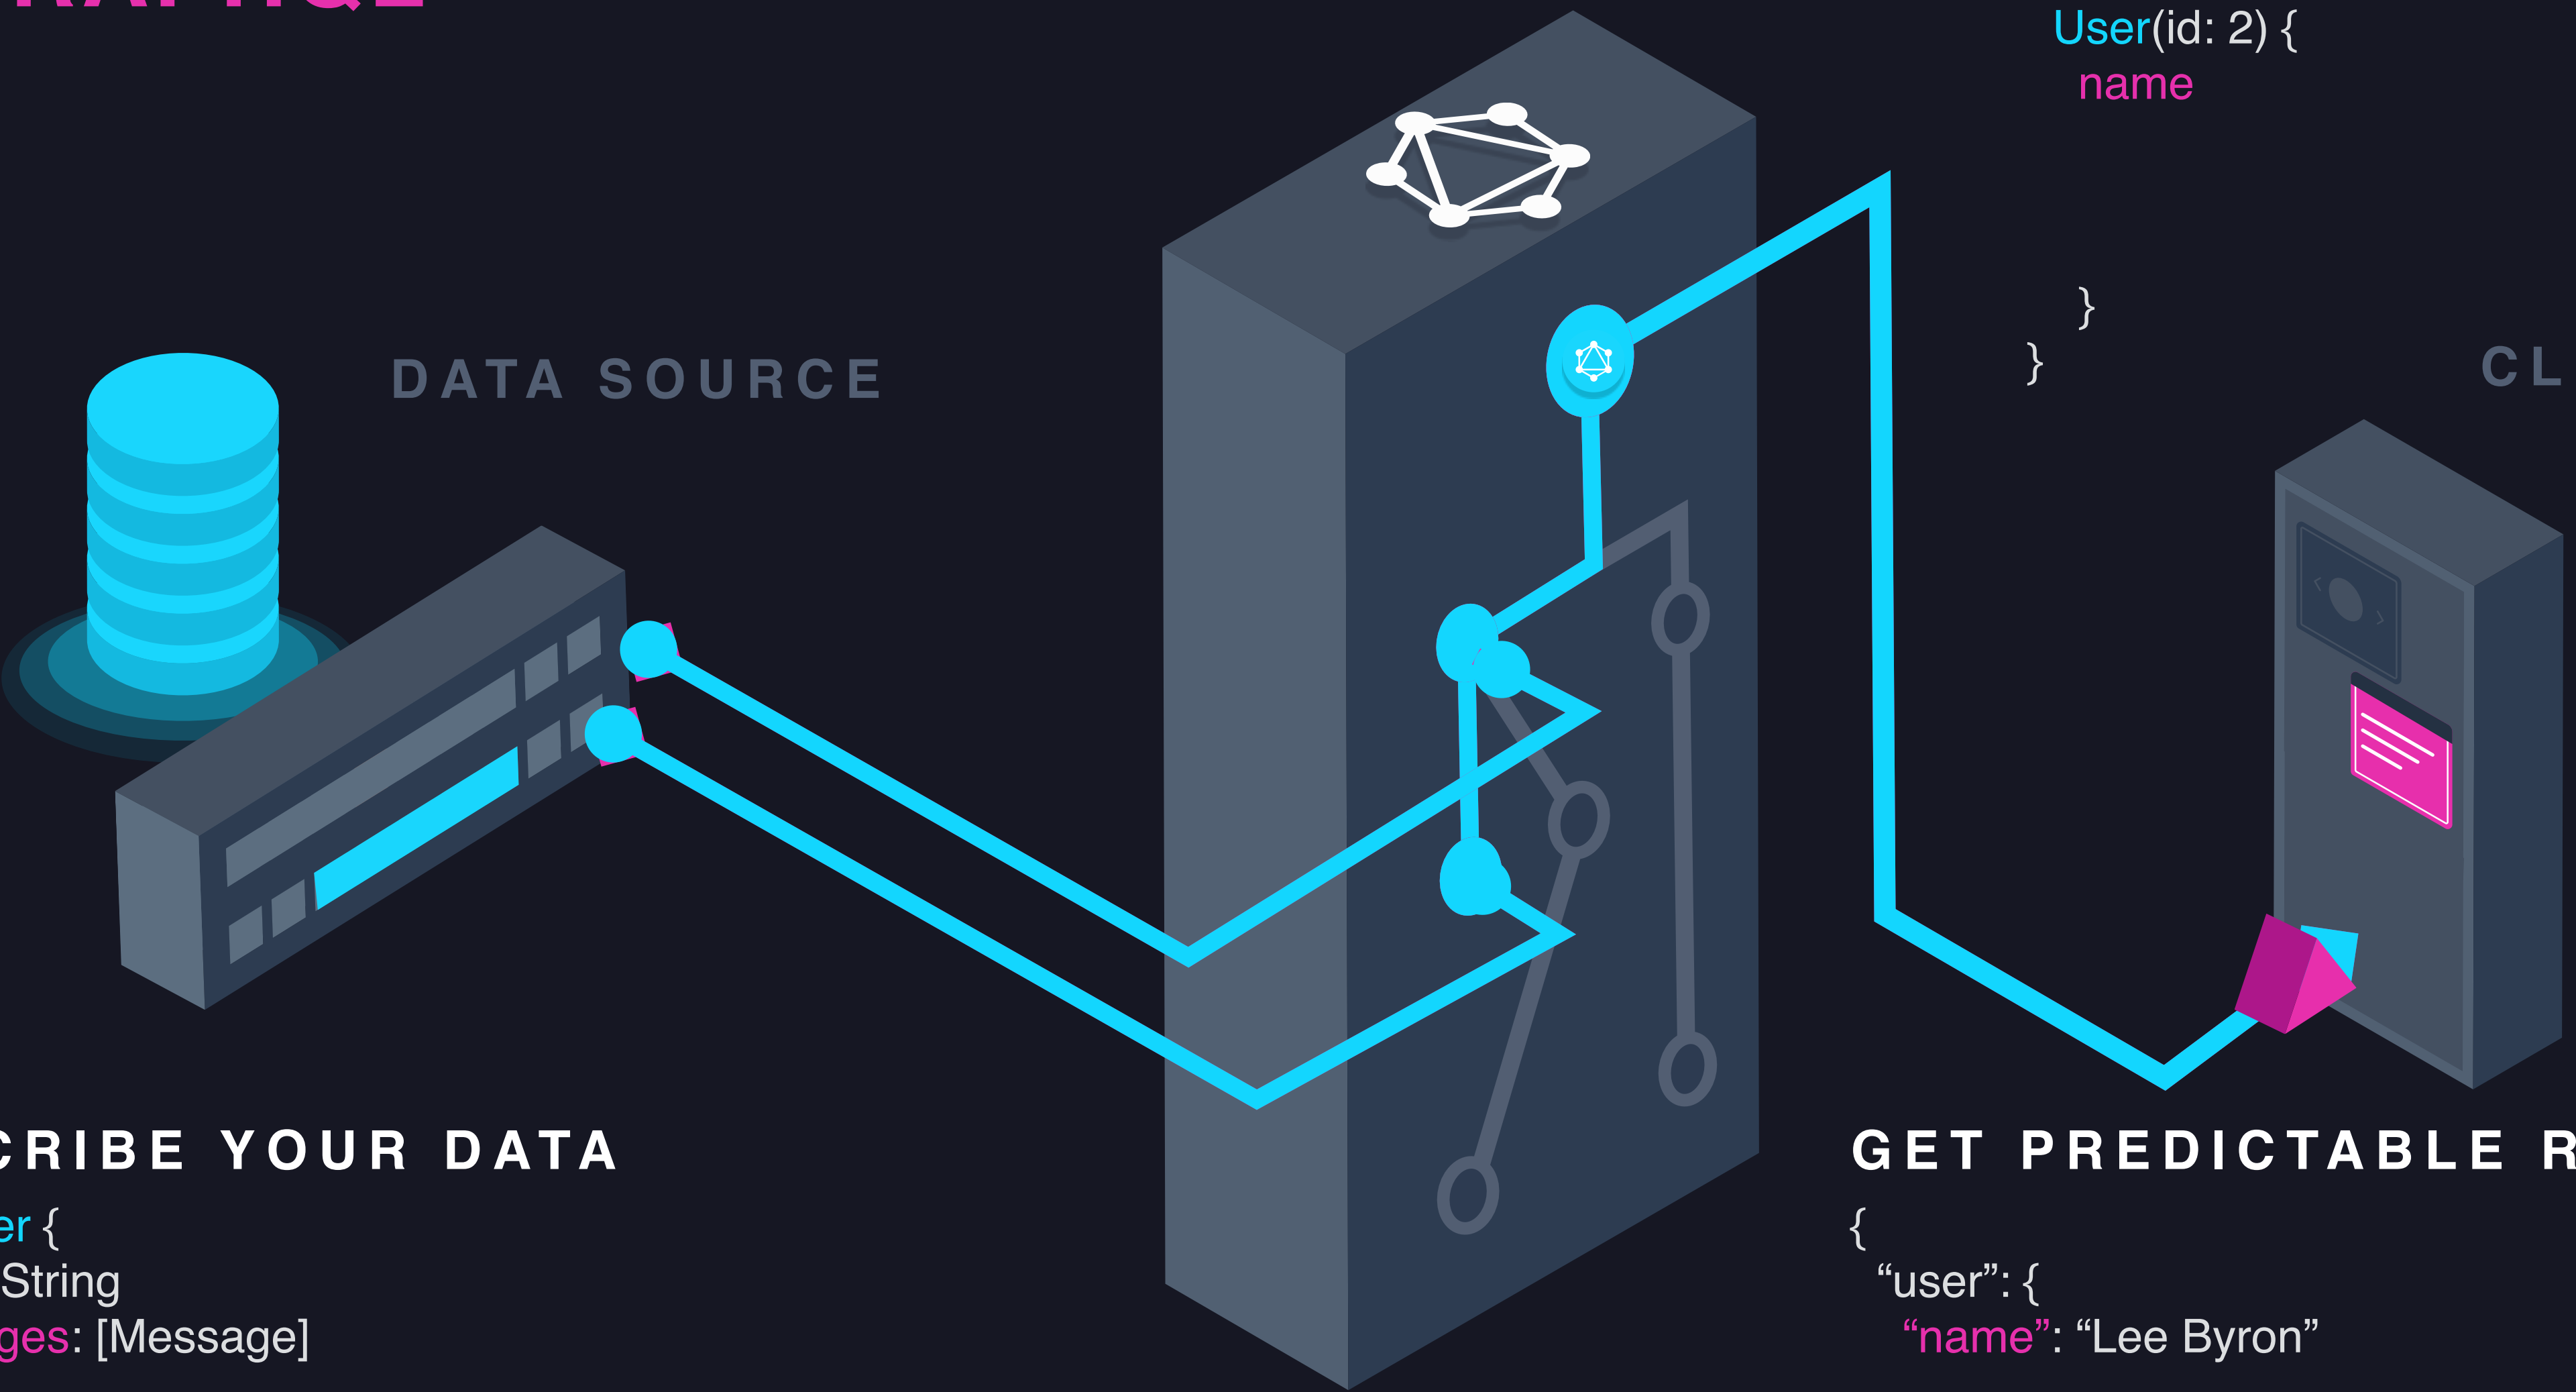 User(id: 2) {
name
}
}
DATA SOURCE
CL
CRIBE YOUR DATA
er {
String
ges: [Message]
GET PREDICTABLE R
{
“user”: {
“name”: “Lee Byron”